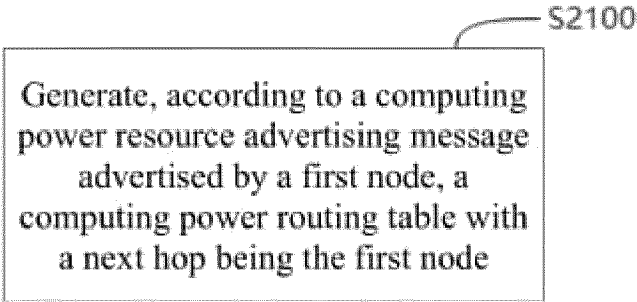 S2100
Generate, according to a computing
power resource advertising message
advertised by a first node, a
computing power routing table with
a next hop being the first node